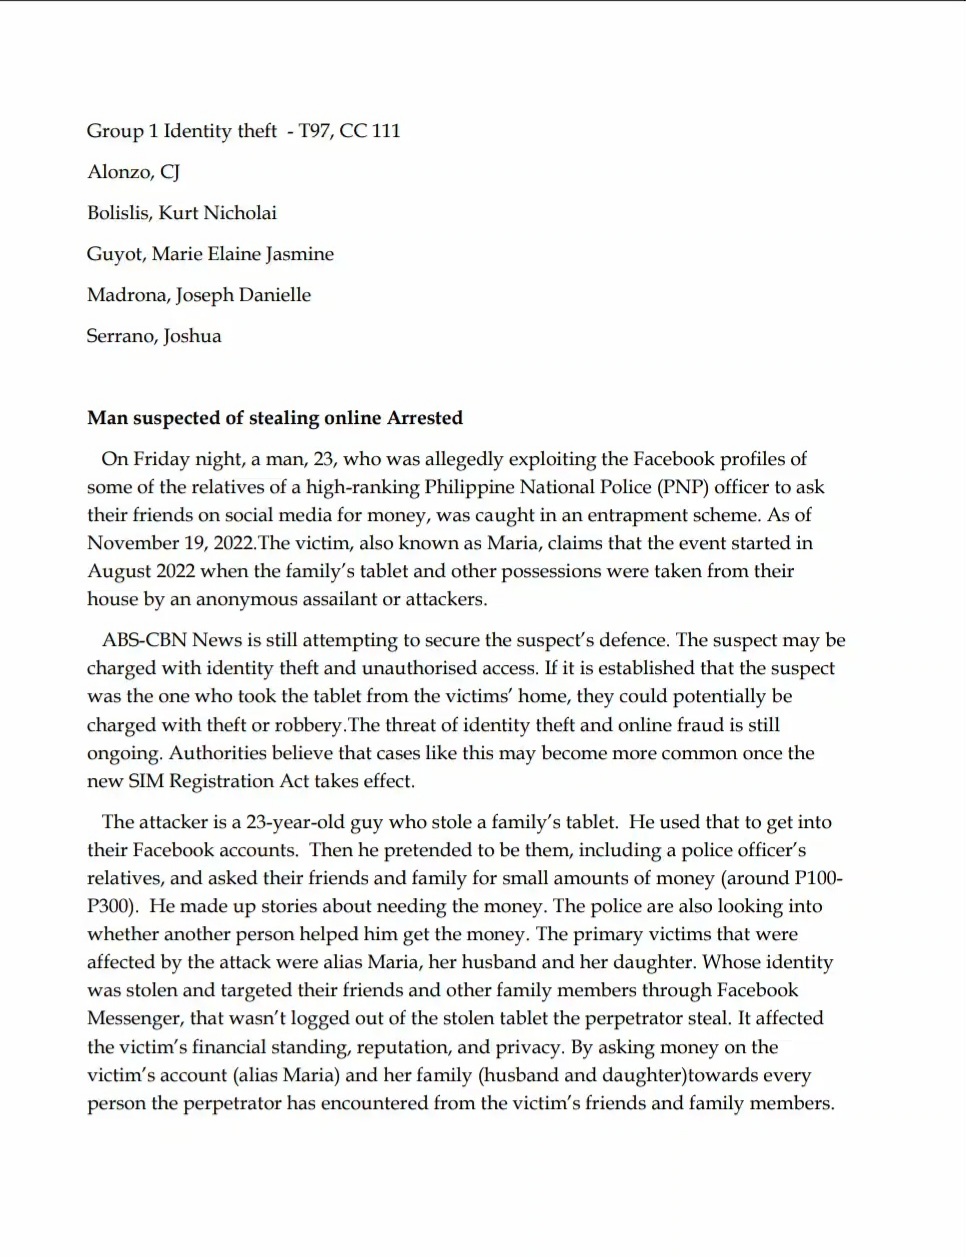 Group 1 Identity theft  - T97, CC 111
Alonzo, CJ
Bolislis, Kurt Nicholai
Guyot, Marie Elaine Jasmine
Madrona, Joseph Danielle
Serrano, Joshua
Man suspected of stealing online Arrested
On Friday night, a man, 23, who was allegedly exploiting the Facebook profiles of
some of the relatives of a high-ranking Philippine National Police (PNP) officer to ask
their friends on social media for money, was caught in an entrapment scheme. As of
November 19, 2022.The victim, also known as Maria, claims that the event started in
August 2022 when the family's tablet and other possessions were taken from their
house by an anonymous assailant or attackers.
ABS-CBN News is still attempting to secure the suspect's defence. The suspect may be
charged with identity theft and unauthorised access. If it is established that the suspect
was the one who took the tablet from the victims' home, they could potentially be
charged with theft or robbery.The threat of identity theft and online fraud is still
ongoing. Authorities believe that cases like this may become more common once the
new SIM Registration Act takes effect.
The attacker is a 23-year-old guy who stole a family's tablet.  He used that to get into
their Facebook accounts.  Then he pretended to be them, including a police officer's
relatives, and asked their friends and family for small amounts of money (around P100-
P300).  He made up stories about needing the money. The police are also looking into
whether another person helped him get the money. The primary victims that were
affected by the attack were alias Maria, her husband and her daughter. Whose identity
was stolen and targeted their friends and other family members through Facebook
Messenger, that wasn't logged out of the stolen tablet the perpetrator steal. It affected
the victim's financial standing, reputation, and privacy. By asking money on the
victim's account (alias Maria) and her family (husband and daughter)towards every
person the perpetrator has encountered from the victim's friends and family members.